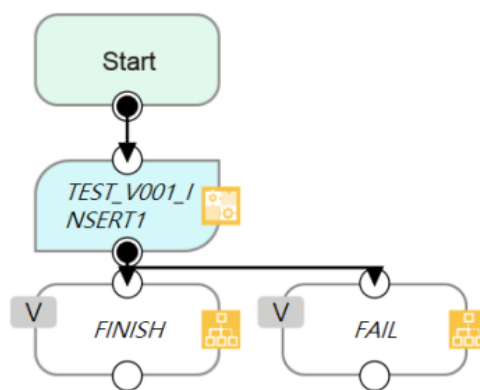 Start
TEST_V001_I
NSERT1
V
FINISH
V
FAIL